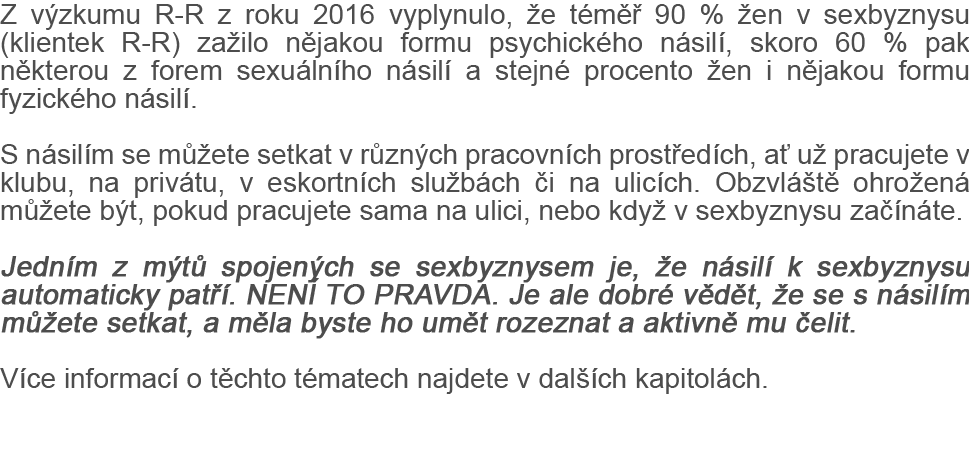 Z výzkumu R-R z roku 2016 vyplynulo, že téměř 90 % žen v sexbyznysu
(klientek R-R) zažilo nějakou formu psychického násilí, skoro 60 % pak
některou z forem sexuálního násilí a stejné procento žen i nějakou formu
fyzického násilí.
S násilím se můžete setkat v různých pracovních prostředích, ať už pracujete v
klubu, na privátu, v eskortních službách či na ulicích. Obzvláště ohrožená
můžete být, pokud pracujete sama na ulici, nebo když v sexbyznysu začínáte.
Jedním z mýtů spojených se sexbyznysem je, že násilí k sexbyznysu
automaticky patří. NENÍ TO PRAVDA. Je ale dobré vědět, že se s násilím
můžete setkat, a měla byste ho umět rozeznat a aktivně mu čelit.
Více informací o těchto tématech najdete v dalších kapitolách.